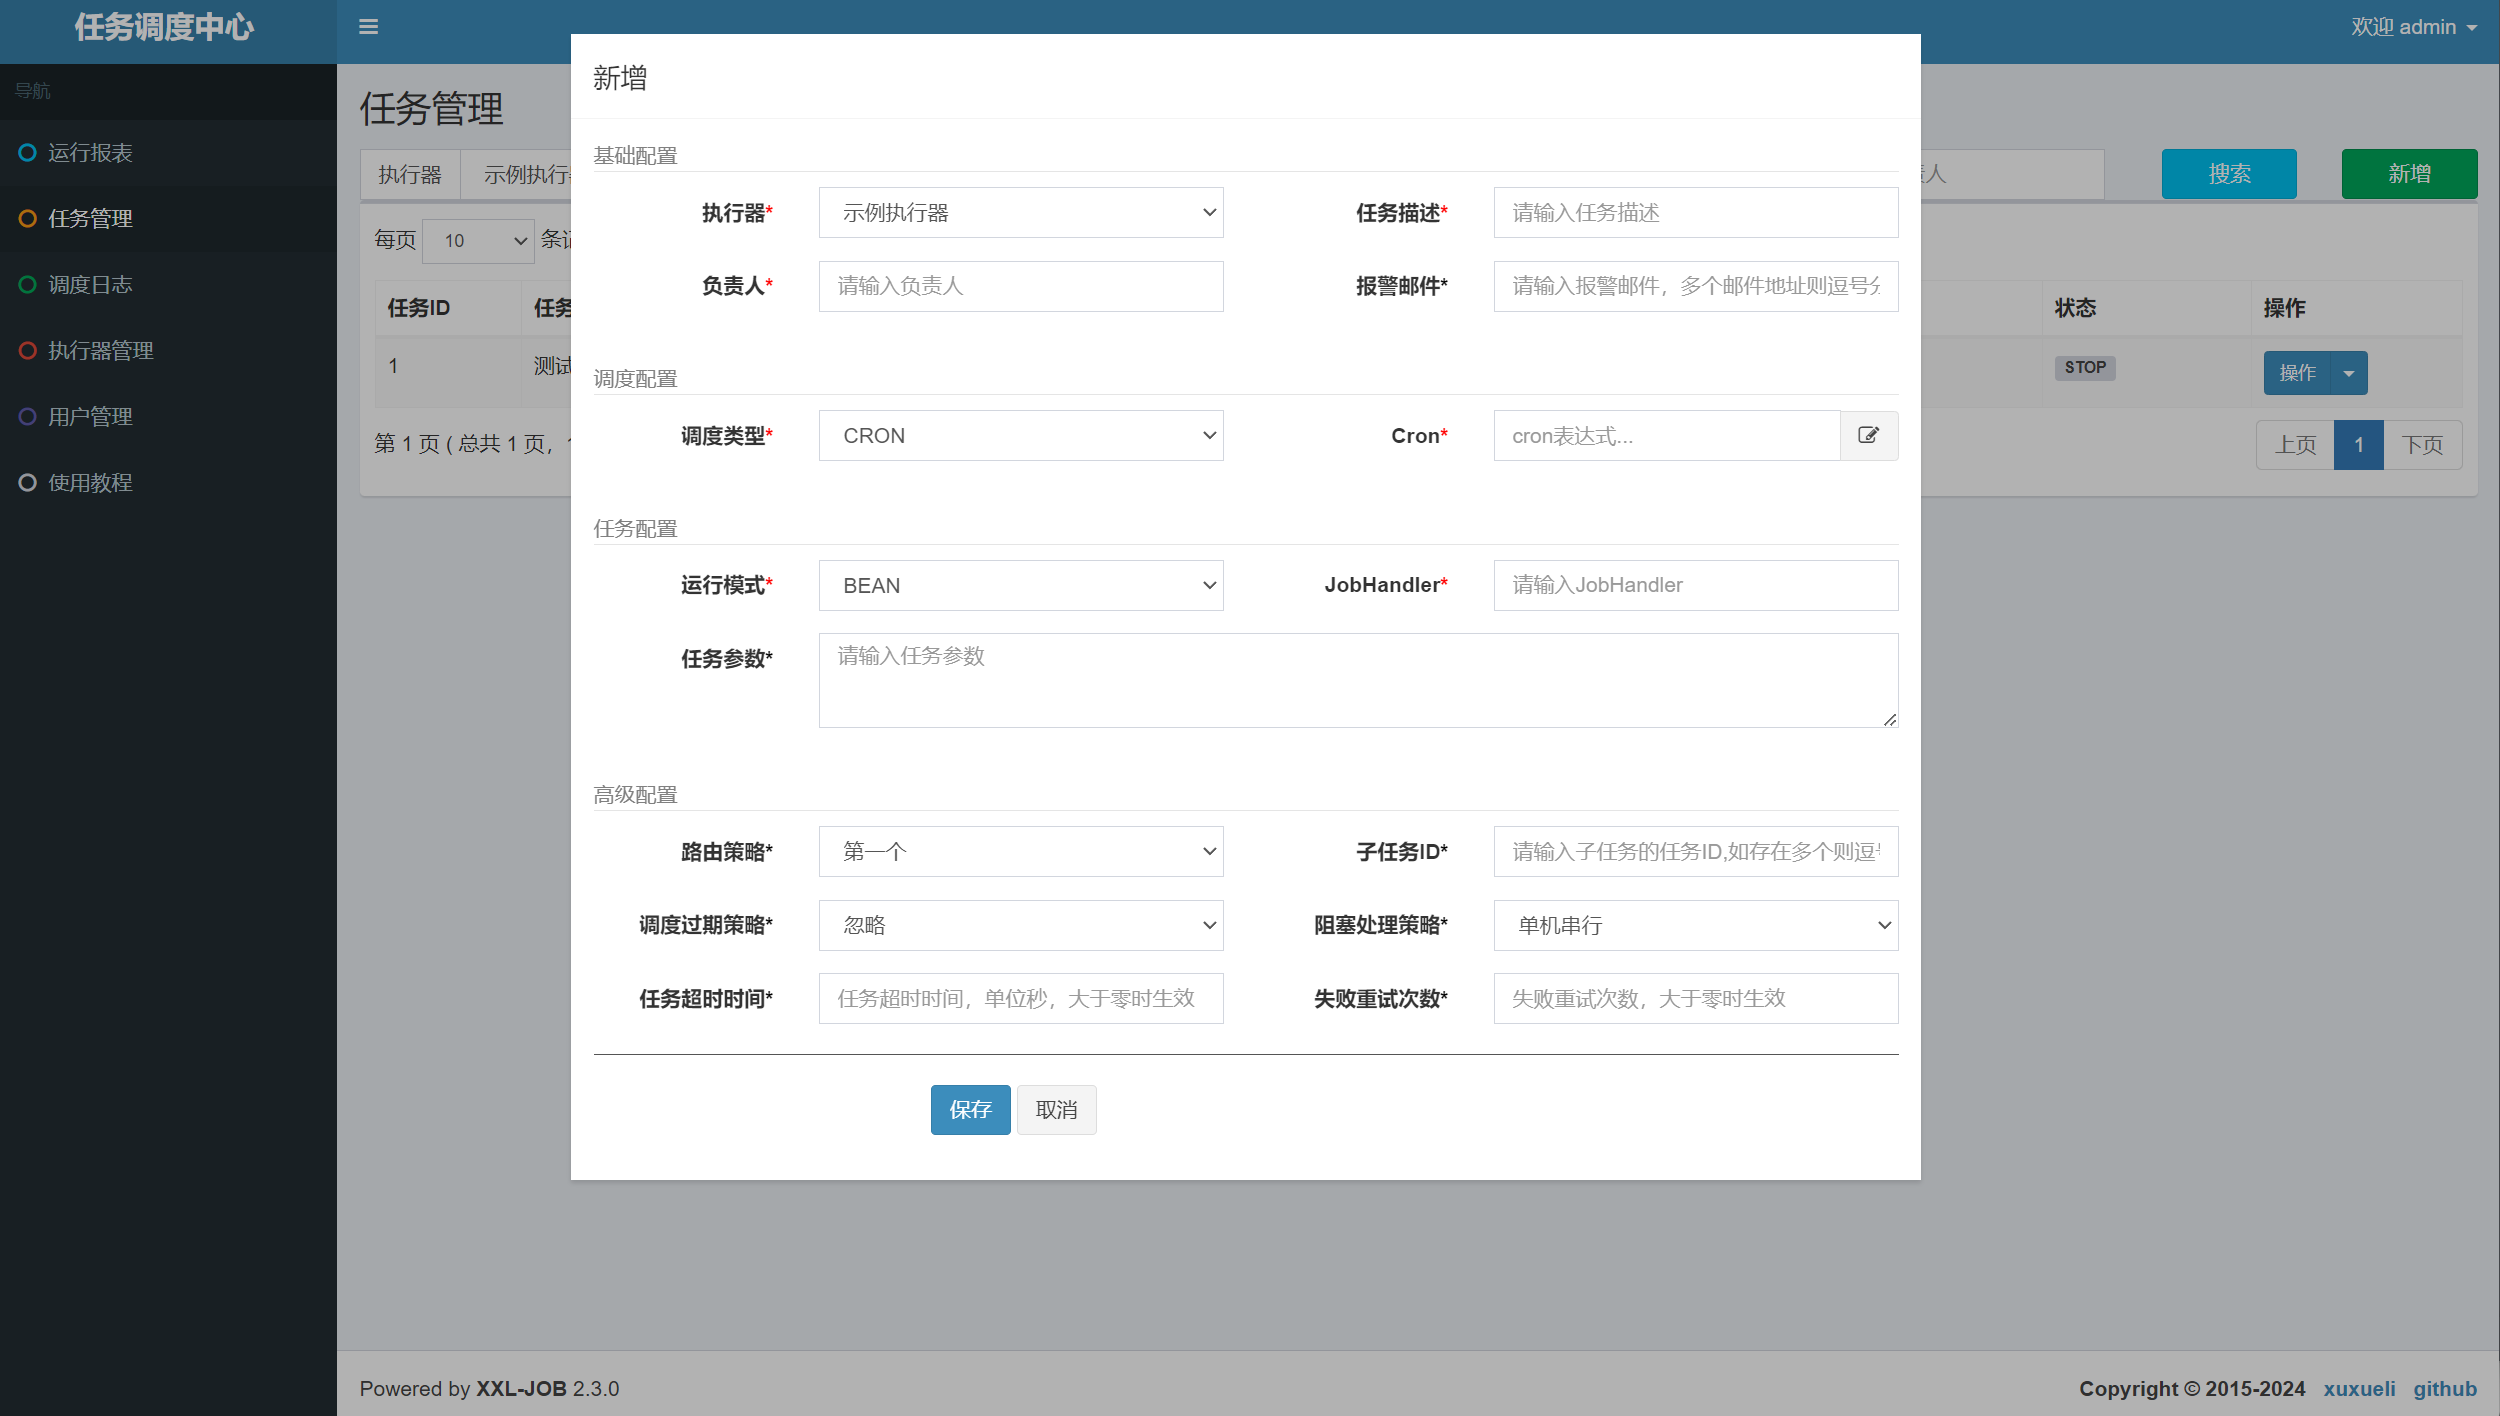 任务调度中心
欢迎 admin
导航
运行报表
任务管理
调度日志
执行器管理
用户管理
使用教程
任务管理
执行器 示例执行
搜索 新增
每页 10
任务ID 任务 状态 操作
1 测试 STOP 操作
第 1 页 ( 总共 1 页，
上页 1 下页
新增
基础配置
执行器* 示例执行器 任务描述* 请输入任务描述
负责人* 请输入负责人 报警邮件* 请输入报警邮件，多个邮件地址则逗号分
调度配置
调度类型* CRON Cron* cron表达式...
任务配置
运行模式* BEAN JobHandler* 请输入JobHandler
任务参数* 请输入任务参数
高级配置
路由策略* 第一个 子任务ID* 请输入子任务的任务ID,如存在多个则逗
调度过期策略* 忽略 阻塞处理策略* 单机串行
任务超时时间* 任务超时时间，单位秒，大于零时生效 失败重试次数* 失败重试次数，大于零时生效
保存 取消
Powered by XXL-JOB 2.3.0
Copyright © 2015-2024 xuxueli github